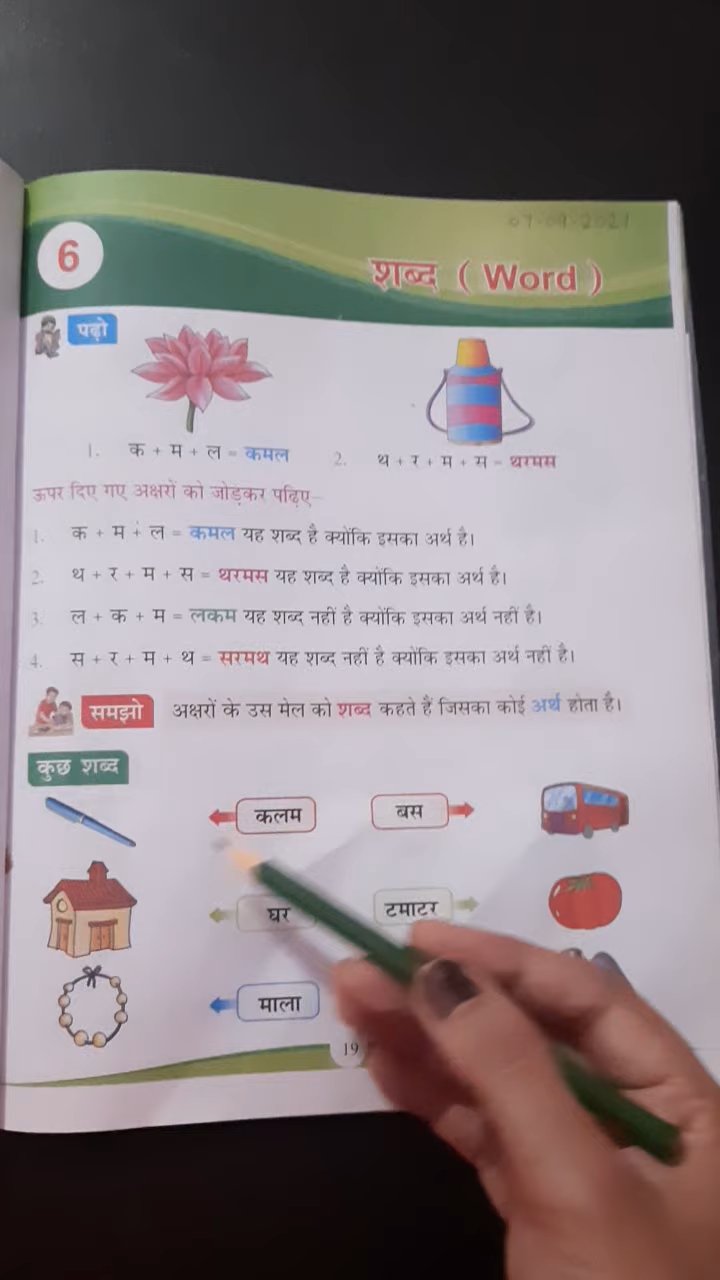 07-09-2021
6
शब्द ( Word )
पढ़ो
1. क + म + ल = कमल
2. थ + र + म + स = थरमस
ऊपर दिए गए अक्षरों को जोड़कर पढ़िए–
1. क + म + ल = कमल यह शब्द है क्योंकि इसका अर्थ है।
2. थ + र + म + स = थरमस यह शब्द है क्योंकि इसका अर्थ है।
3. ल + क + म = लकम यह शब्द नहीं है क्योंकि इसका अर्थ नहीं है।
4. स + र + म + थ = सरमथ यह शब्द नहीं है क्योंकि इसका अर्थ नहीं है।
समझो अक्षरों के उस मेल को शब्द कहते हैं जिसका कोई अर्थ होता है।
कुछ शब्द
कलम बस
घर टमाटर
माला
19